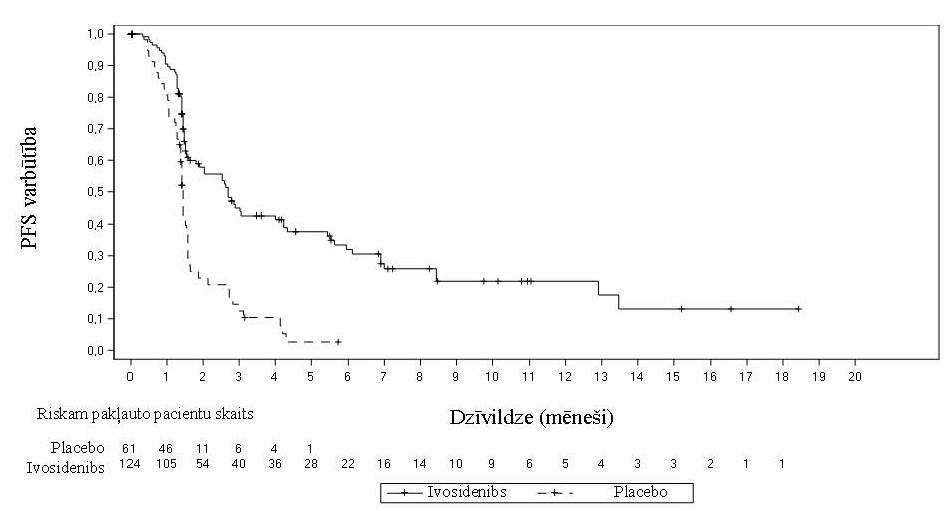 PFS varbūtība
1,0
0,9
0,8
0,7
0,6
0,5
0,4
0,3
0,2
0,1
0,0
0 1 2 3 4 5 6 7 8 9 10 11 12 13 14 15 16 17 18 19 20
Dzīvildze (mēneši)
Riskam pakļauto pacientu skaits
Placebo 61 46 11 6 4 1
Ivosidenibs 124 105 54 40 36 28 22 16 14 10 9 6 5 4 3 3 2 1 1
Ivosidenibs Placebo